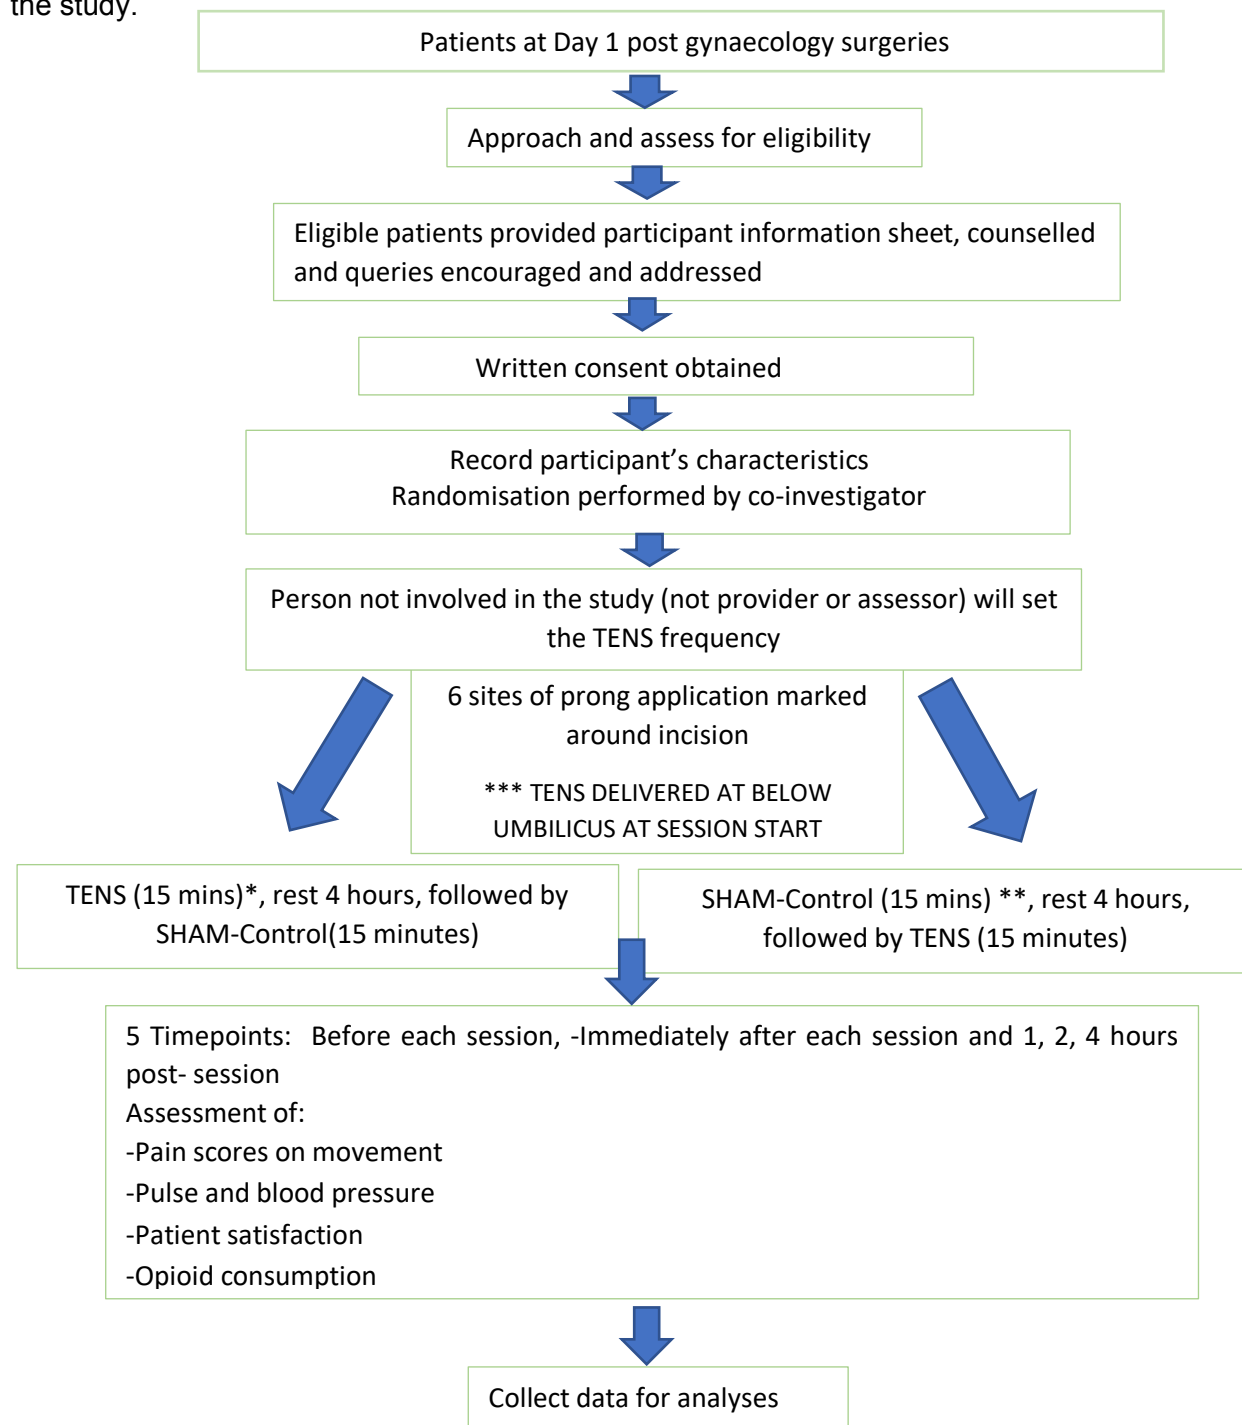 the study.
Patients at Day 1 post gynaecology surgeries
Approach and assess for eligibility
Eligible patients provided participant information sheet, counselled
and queries encouraged and addressed
Written consent obtained
Record participant’s characteristics
Randomisation performed by co-investigator
Person not involved in the study (not provider or assessor) will set
the TENS frequency
6 sites of prong application marked
around incision
*** TENS DELIVERED AT BELOW
UMBILICUS AT SESSION START
TENS (15 mins)*, rest 4 hours, followed by
SHAM-Control(15 minutes)
SHAM-Control (15 mins) **, rest 4 hours,
followed by TENS (15 minutes)
5 Timepoints: Before each session, -Immediately after each session and 1, 2, 4 hours
post- session
Assessment of:
-Pain scores on movement
-Pulse and blood pressure
-Patient satisfaction
-Opioid consumption
Collect data for analyses